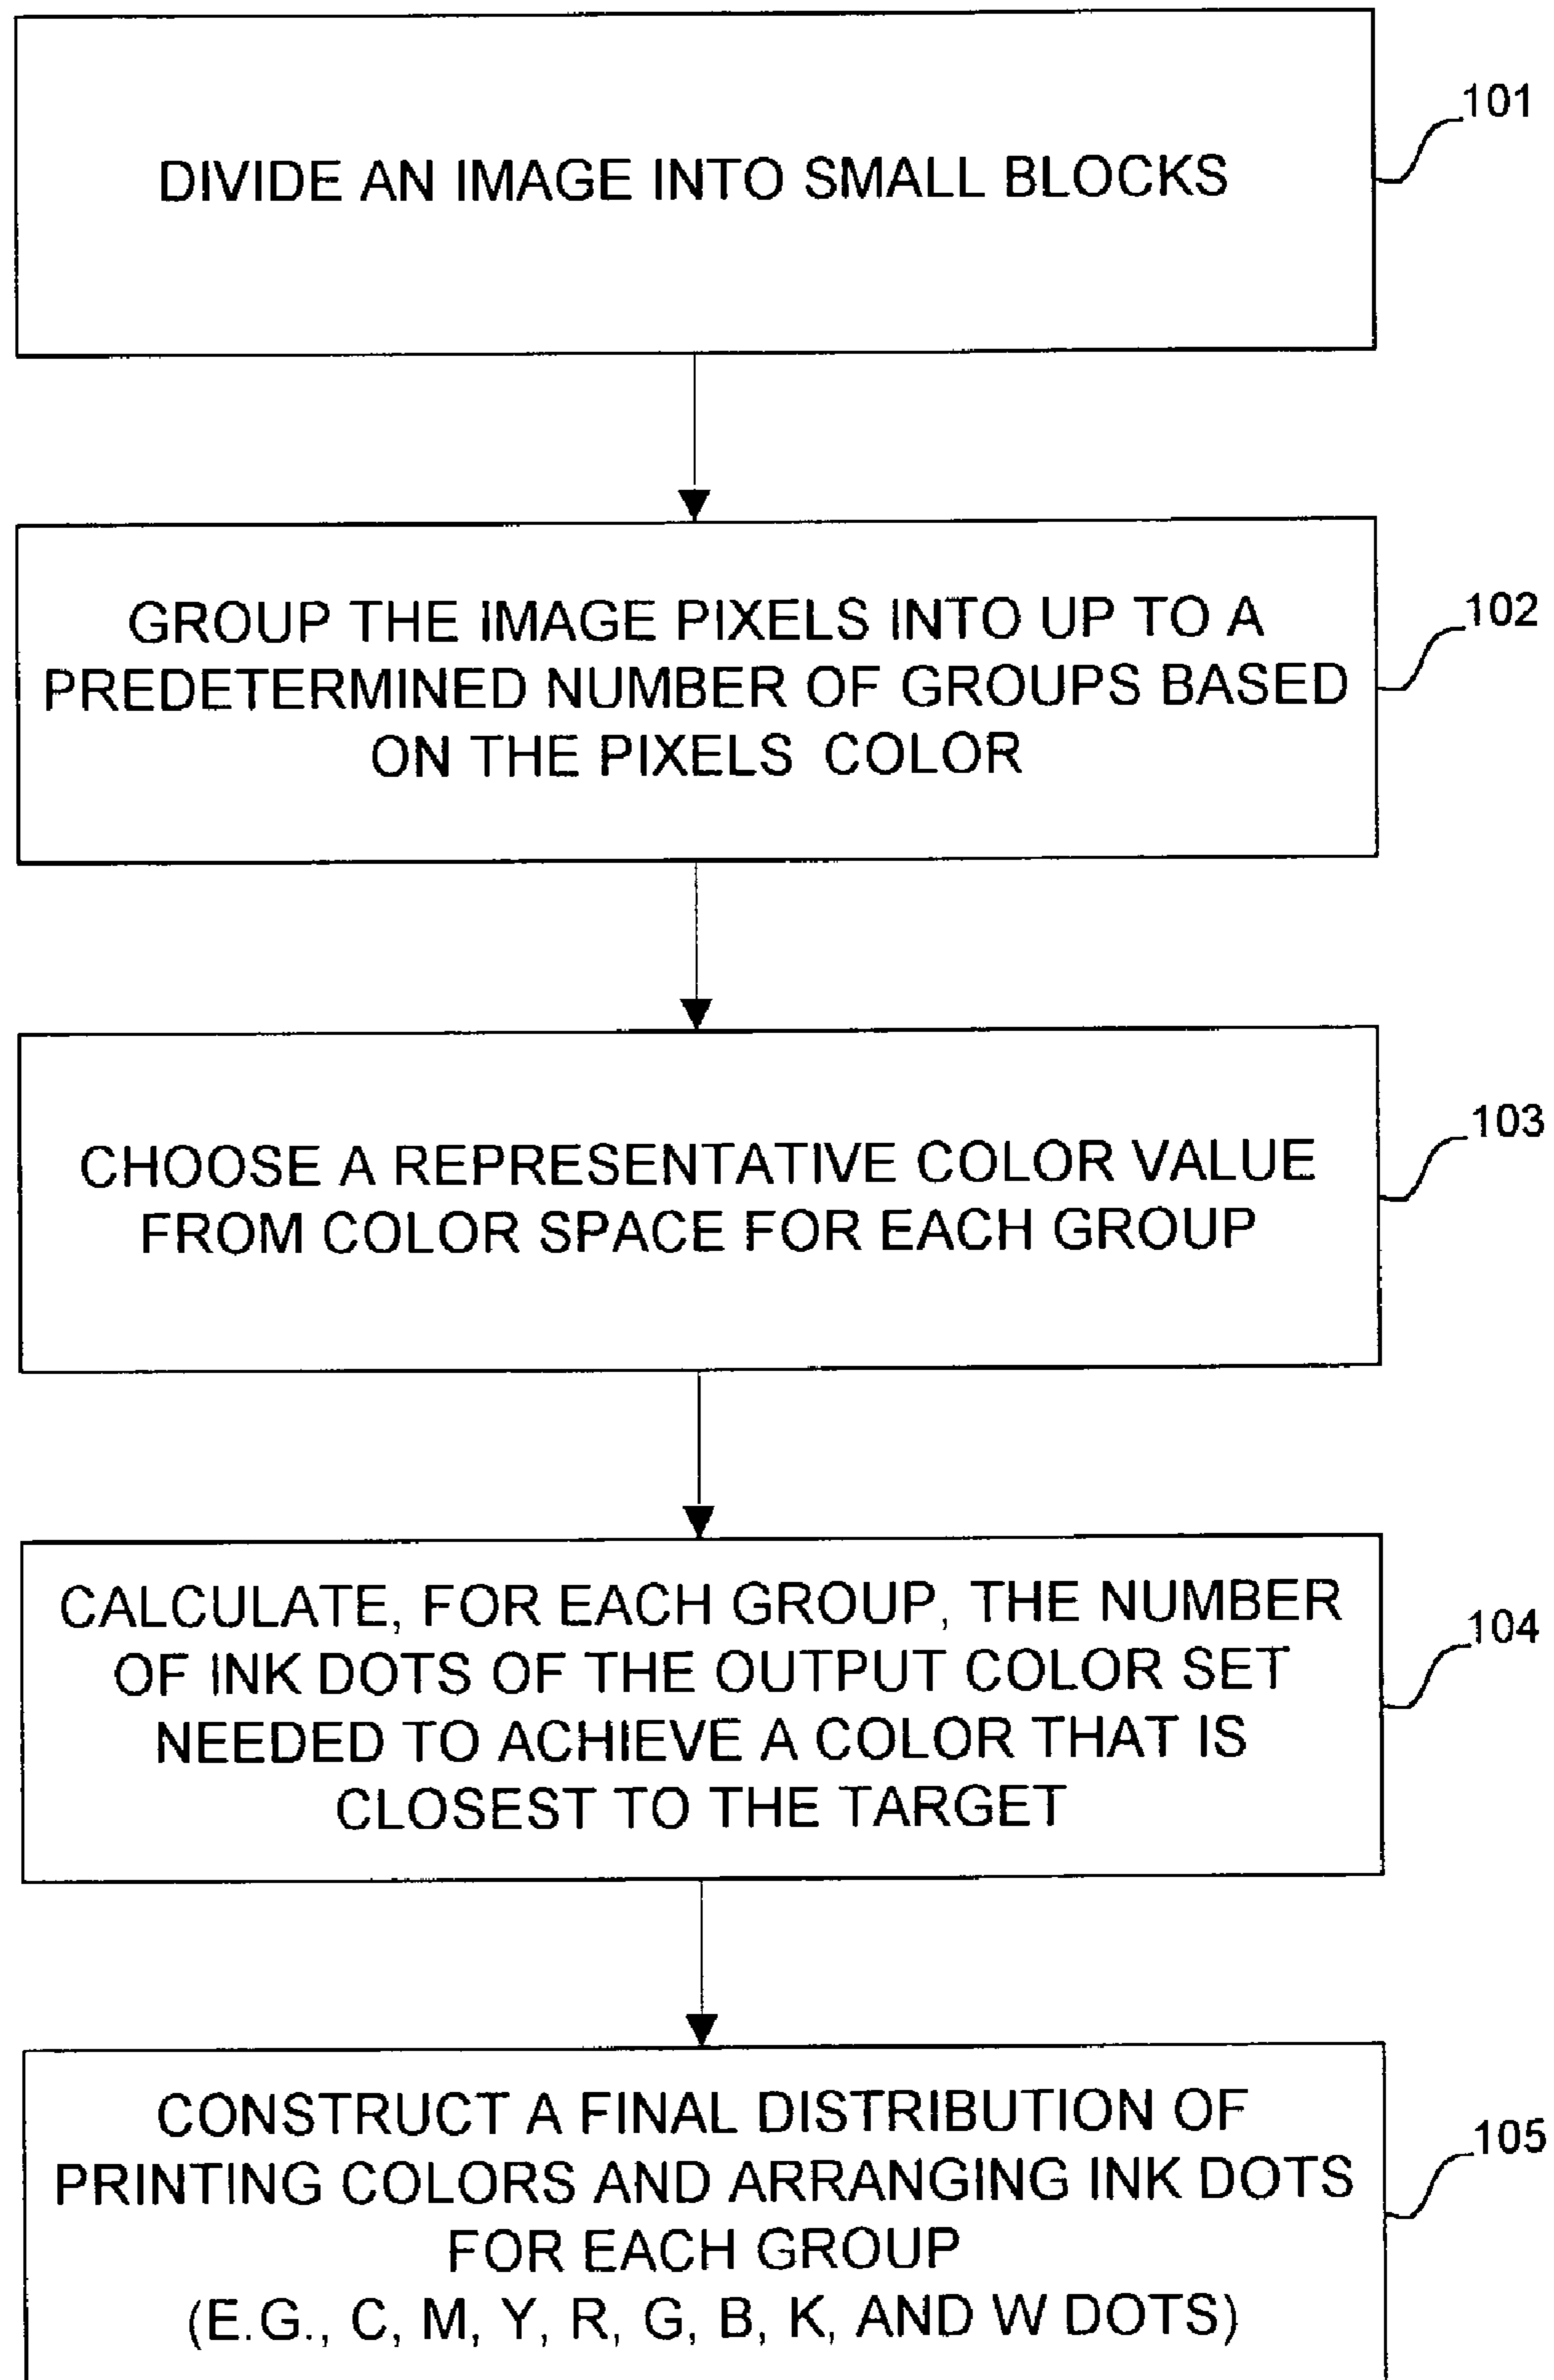 DIVIDE AN IMAGE INTO SMALL BLOCKS
101
GROUP THE IMAGE PIXELS INTO UP TO A
PREDETERMINED NUMBER OF GROUPS BASED
ON THE PIXELS COLOR
102
CHOOSE A REPRESENTATIVE COLOR VALUE
FROM COLOR SPACE FOR EACH GROUP
103
CALCULATE, FOR EACH GROUP, THE NUMBER
OF INK DOTS OF THE OUTPUT COLOR SET
NEEDED TO ACHIEVE A COLOR THAT IS
CLOSEST TO THE TARGET
104
CONSTRUCT A FINAL DISTRIBUTION OF
PRINTING COLORS AND ARRANGING INK DOTS
FOR EACH GROUP
(E.G., C, M, Y, R, G, B, K, AND W DOTS)
105